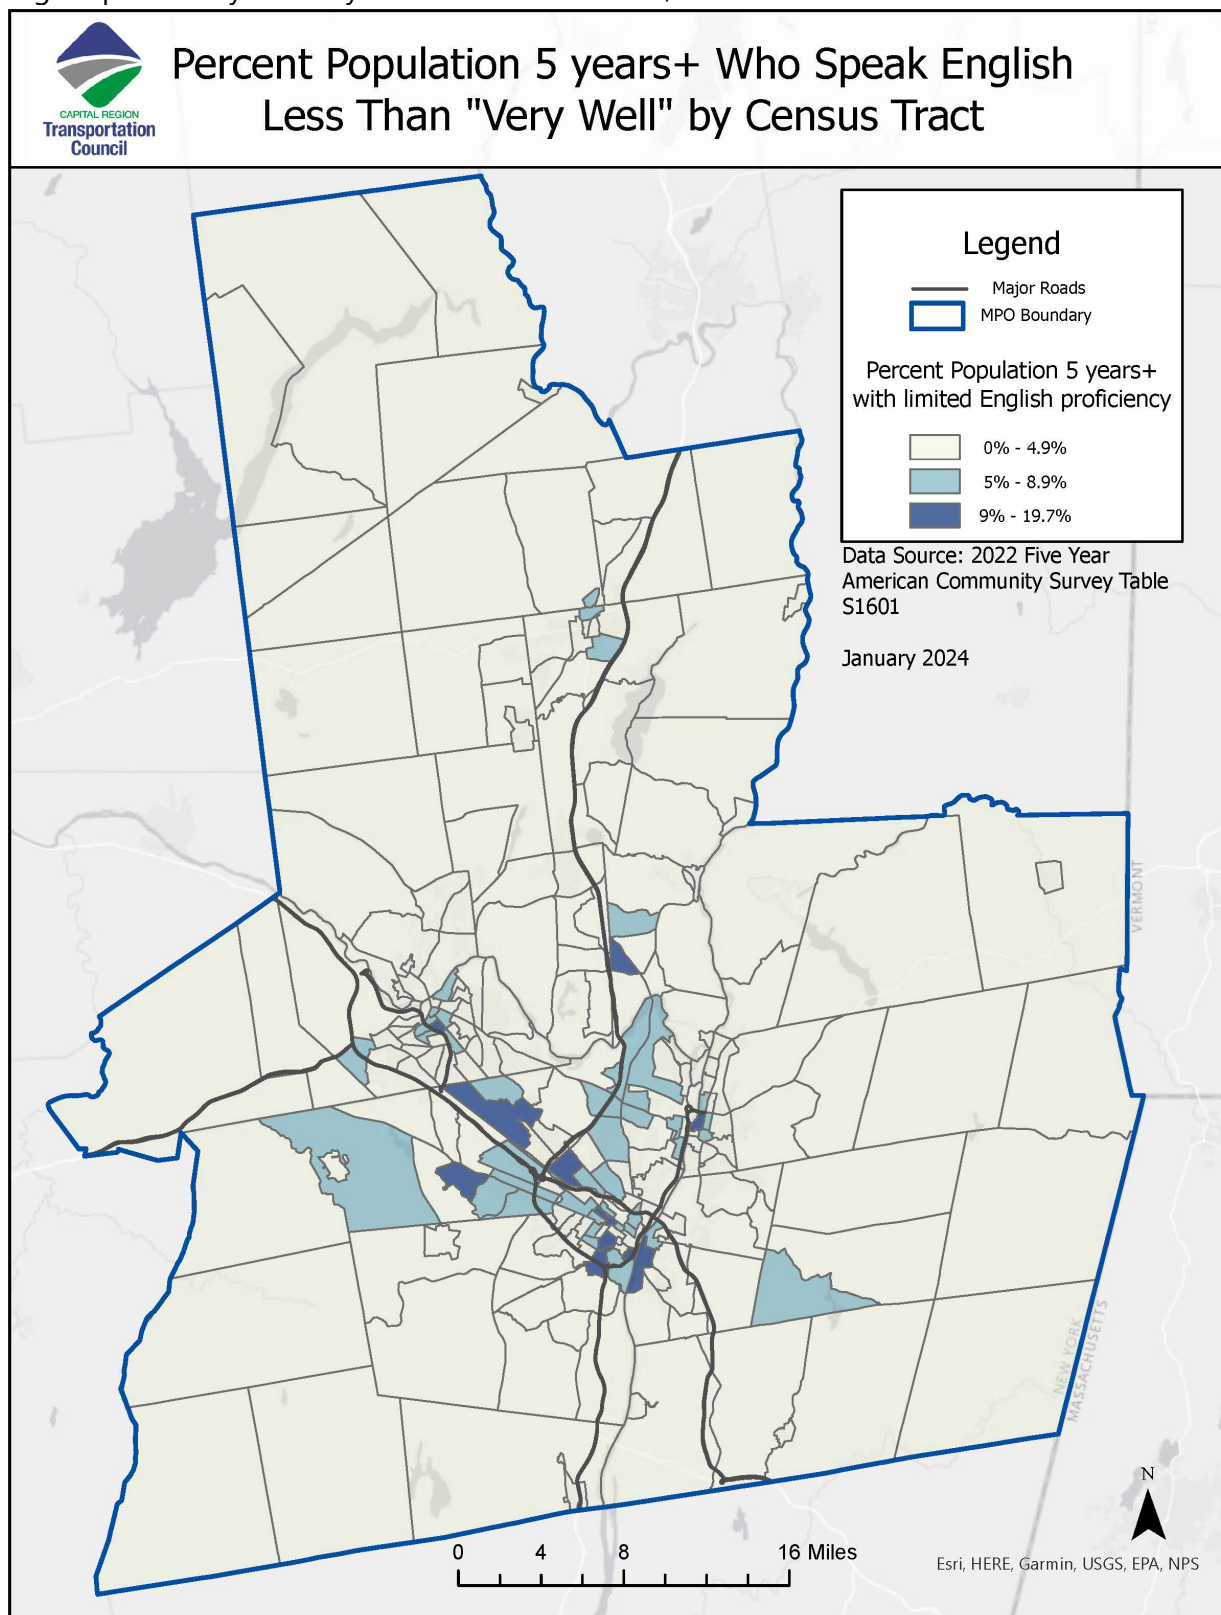 CAPITAL REGION
Transportation
Council
Percent Population 5 years+ Who Speak English
Less Than "Very Well" by Census Tract
Legend
Major Roads
MPO Boundary
Percent Population 5 years+
with limited English proficiency
0% - 4.9%
5% - 8.9%
9% - 19.7%
Data Source: 2022 Five Year
American Community Survey Table
S1601
January 2024
VERMONT
NEW YORK
MASSACHUSETTS
N
0 4 8 16 Miles
Esri, HERE, Garmin, USGS, EPA, NPS